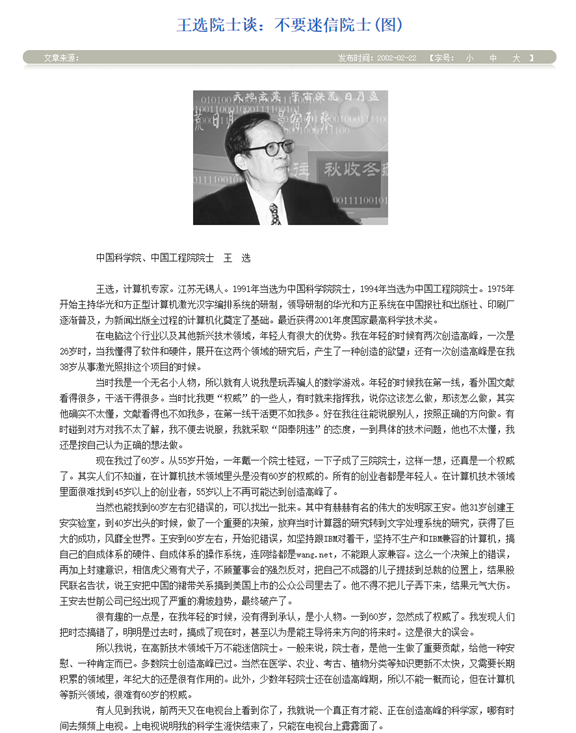 王选院士谈：不要迷信院士(图)
文章来源：
发布时间：2002-02-22 【字号： 小 中 大 】
天地玄黄 宇宙洪荒 日月盈
秋收冬
中国科学院、中国工程院院士 王 选
王选，计算机专家。江苏无锡人。1991年当选为中国科学院院士，1994年当选为中国工程院院士。1975年
开始主持华光和方正型计算机激光汉字编排系统的研制，领导研制的华光和方正系统在中国报社和出版社、印刷厂
逐渐普及，为新闻出版全过程的计算机化奠定了基础。最近获得2001年度国家最高科学技术奖。
在电脑这个行业以及其他新兴技术领域，年轻人有很大的优势。我在年轻的时候有两次创造高峰，一次是
26岁时，当我懂得了软件和硬件，展开在这两个领域的研究后，产生了一种创造的欲望；还有一次创造高峰是在我
38岁从事激光照排这个项目的时候。
当时我是一个无名小人物，所以就有人说我是玩弄骗人的数学游戏。年轻的时候我在第一线，看外国文献
看得很多，干活干得很多。当时比我更“权威”的一些人，有时就来指挥我，说你这该怎么做，那该怎么做，其实
他确实不太懂，文献看得也不如我多，在第一线干活更不如我多。好在我往往能说服别人，按照正确的方向做。有
时碰到对方对我不太了解，我不便去说服，我就采取“阳奉阴违”的态度，一到具体的技术问题，他也不太懂，我
还是按自己认为正确的想法做。
现在我过了60岁。从55岁开始，一年戴一个院士桂冠，一下子成了三院院士，这样一想，还真是一个权威
了。其实人们不知道，在计算机技术领域里头是没有60岁的权威的。所有的创业者都是年轻人。在计算机技术领域
里面很难找到45岁以上的创业者，55岁以上不再可能达到创造高峰了。
当然也能找到60岁左右犯错误的，可以找出一批来。其中有赫赫有名的伟大的发明家王安。他31岁创建王
安实验室，到40岁出头的时候，做了一个重要的决策，放弃当时计算器的研究转到文字处理系统的研究，获得了巨
大的成功，风靡全世界。王安到60岁左右，开始犯错误，如坚持跟IBM对着干，坚持不生产和IBM兼容的计算机，搞
自己的自成体系的硬件、自成体系的操作系统，连网络都是wang.net，不能跟人家兼容。这么一个决策上的错误，
再加上封建意识，相信虎父焉有犬子，不顾董事会的强烈反对，把自己不成器的儿子提拔到总裁的位置上，结果股
民联名告状，说王安把中国的裙带关系搞到美国上市的公众公司里去了。他不得不把儿子弄下来，结果元气大伤。
王安去世前公司已经出现了严重的滑坡趋势，最终破产了。
很有趣的一点是，在我年轻的时候，没有得到承认，是小人物。一到60岁，忽然成了权威了。我发现人们
把时态搞错了，明明是过去时，搞成了现在时，甚至以为是能主导将来方向的将来时。这是很大的误会。
所以我说，在高新技术领域千万不能迷信院士。一般来说，院士者，是他一生做了重要贡献，给他一种安
慰、一种肯定而已。多数院士创造高峰已过。当然在医学、农业、考古、植物分类等知识更新不太快，又需要长期
积累的领域里，年纪大的还是很有作用的。此外，少数年轻院士还在创造高峰期，所以不能一概而论，但在计算机
等新兴领域，很难有60岁的权威。
有人见到我说，前两天又在电视台上看到你了，我就说一个真正有才能、正在创造高峰的科学家，哪有时
间去频频上电视。上电视说明我的科学生涯快结束了，只能在电视台上露露面了。